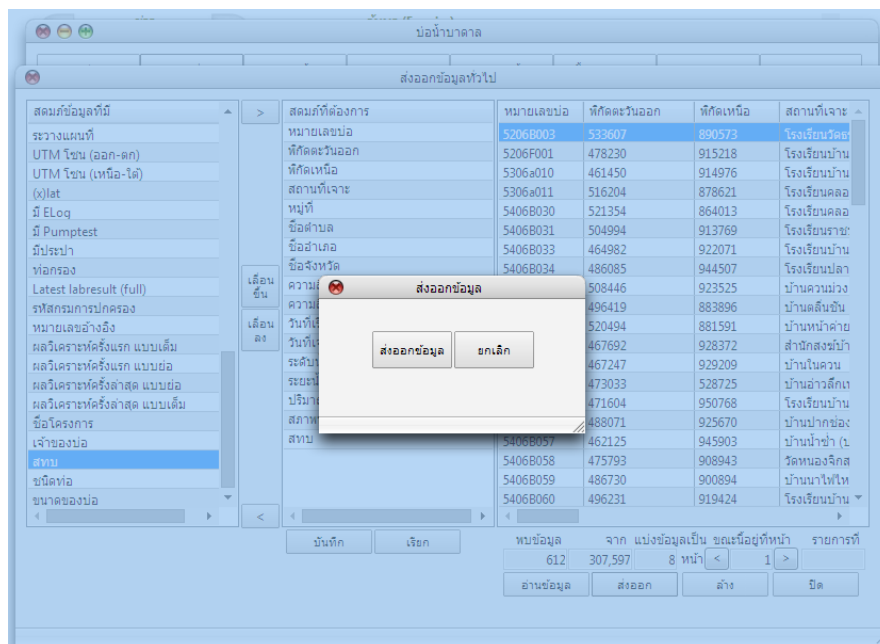 บ่อน้ำบาดาล
ส่งออกข้อมูลทั่วไป
สดมภ์ข้อมูลที่มี
ระวางแผนที่
UTM โซน (ออก-ตก)
UTM โซน (เหนือ-ใต้)
(x)lat
มี ELog
มี Pumptest
มีประปา
ท่อกรอง
Latest labresult (full)
รหัสกรมการปกครอง
หมายเลขอ้างอิง
ผลวิเคราะห์ครั้งแรก แบบเต็ม
ผลวิเคราะห์ครั้งแรก แบบย่อ
ผลวิเคราะห์ครั้งล่าสุด แบบย่อ
ผลวิเคราะห์ครั้งล่าสุด แบบเต็ม
ชื่อโครงการ
เจ้าของบ่อ
สทบ
ชนิดท่อ
ขนาดของบ่อ
>
เลื่อน
ขึ้น
เลื่อน
ลง
<
สดมภ์ที่ต้องการ
หมายเลขบ่อ
พิกัดตะวันออก
พิกัดเหนือ
สถานที่เจาะ
หมู่ที่
ชื่อตำบล
ชื่ออำเภอ
ชื่อจังหวัด
สทบ
บันทึก เรียก
ส่งออกข้อมูล
ส่งออกข้อมูล ยกเลิก
หมายเลขบ่อ พิกัดตะวันออก พิกัดเหนือ สถานที่เจาะ
5206B003 533607 890573
5206F001 478230 915218 โรงเรียนบ้าน
5306a010 461450 914976 โรงเรียนบ้าน
5306a011 516204 878621 โรงเรียนคลอ
5406B030 521354 864013 โรงเรียนคลอ
5406B031 504994 913769 โรงเรียนราช
5406B033 464982 922071 โรงเรียนบ้าน
5406B034 486085 944507 โรงเรียนปลา
508446 923525 บ้านควนม่วง
496419 883896 บ้านตลิ่งชัน
520494 881591 บ้านหน้าค่าย
467692 928372 สำนักสงฆ์บ้า
467247 929209 บ้านในควน
473033 528725 บ้านอ่าวลึกเ
471604 950768 โรงเรียนบ้าน
488071 925670 บ้านปากช่อง
5406B057 462125 945903 บ้านน้ำซ่ำ (บ
5406B058 475793 908943 วัดหนองจิกส
5406B059 486730 900894 บ้านนาไฟไห
5406B060 496231 919424 โรงเรียนบ้าน
พบข้อมูล จาก แบ่งข้อมูลเป็น ขณะนี้อยู่ที่หน้า รายการที่
612 307,597 8 หน้า < 1 >
อ่านข้อมูล ส่งออก ล้าง ปิด